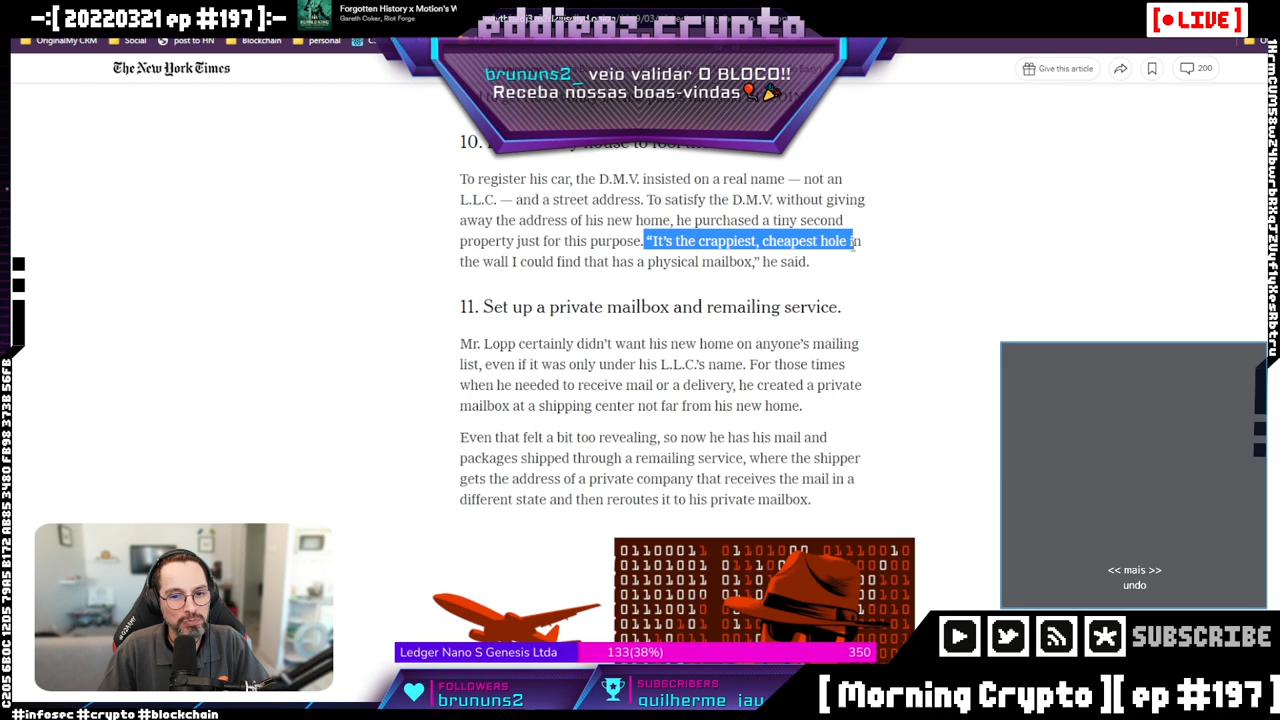 -:[ 20220321 ep #197 ]:-
Forgotten History x Motion's W
Gareth Coker, Riot Forge
eddieoz.crypto
[● LIVE]
OriginalMy CRM
Social
post to HN
Blockchain
personal
The New York Times
Give this article
200
brununs2_ veio validar O BLOCO!!
Receba nossas boas-vindas🎈🎉
10.
house to
To register his car, the D.M.V. insisted on a real name — not an
L.L.C. — and a street address. To satisfy the D.M.V. without giving
away the address of his new home, he purchased a tiny second
property just for this purpose. “It’s the crappiest, cheapest hole in
the wall I could find that has a physical mailbox,” he said.
11. Set up a private mailbox and remailing service.
Mr. Lopp certainly didn’t want his new home on anyone’s mailing
list, even if it was only under his L.L.C.’s name. For those times
when he needed to receive mail or a delivery, he created a private
mailbox at a shipping center not far from his new home.
Even that felt a bit too revealing, so now he has his mail and
packages shipped through a remailing service, where the shipper
gets the address of a private company that receives the mail in a
different state and then reroutes it to his private mailbox.
<< mais >>
undo
Ledger Nano S Genesis Ltda
133(38%)
350
FOLLOWERS
brununs2_
SUBSCRIBERS
guilherme_jau
SUBSCRIBE
[ Morning Crypto ][ ep #197 ]
#infosec #crypto #blockchain